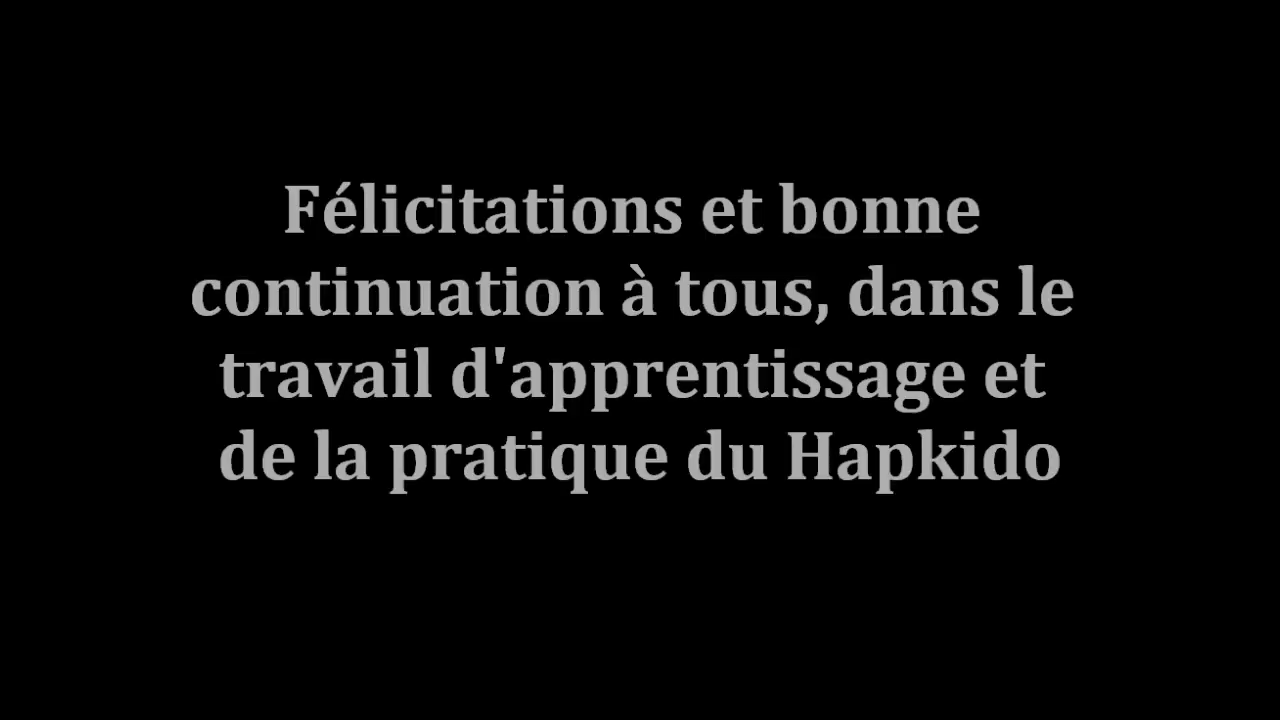 Félicitations et bonne
continuation à tous, dans le
travail d'apprentissage et
de la pratique du Hapkido